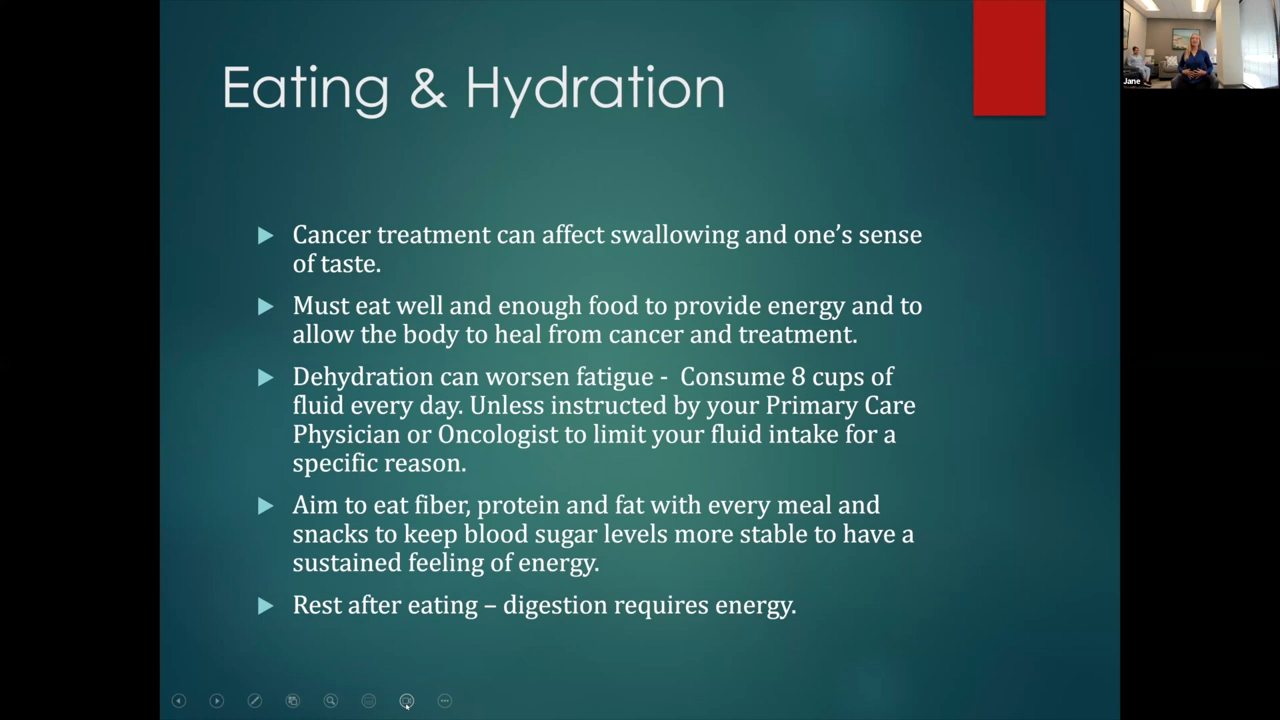 Eating & Hydration
Jane
Cancer treatment can affect swallowing and one’s sense
of taste.
Must eat well and enough food to provide energy and to
allow the body to heal from cancer and treatment.
Dehydration can worsen fatigue -  Consume 8 cups of
fluid every day. Unless instructed by your Primary Care
Physician or Oncologist to limit your fluid intake for a
specific reason.
Aim to eat fiber, protein and fat with every meal and
snacks to keep blood sugar levels more stable to have a
sustained feeling of energy.
Rest after eating – digestion requires energy.